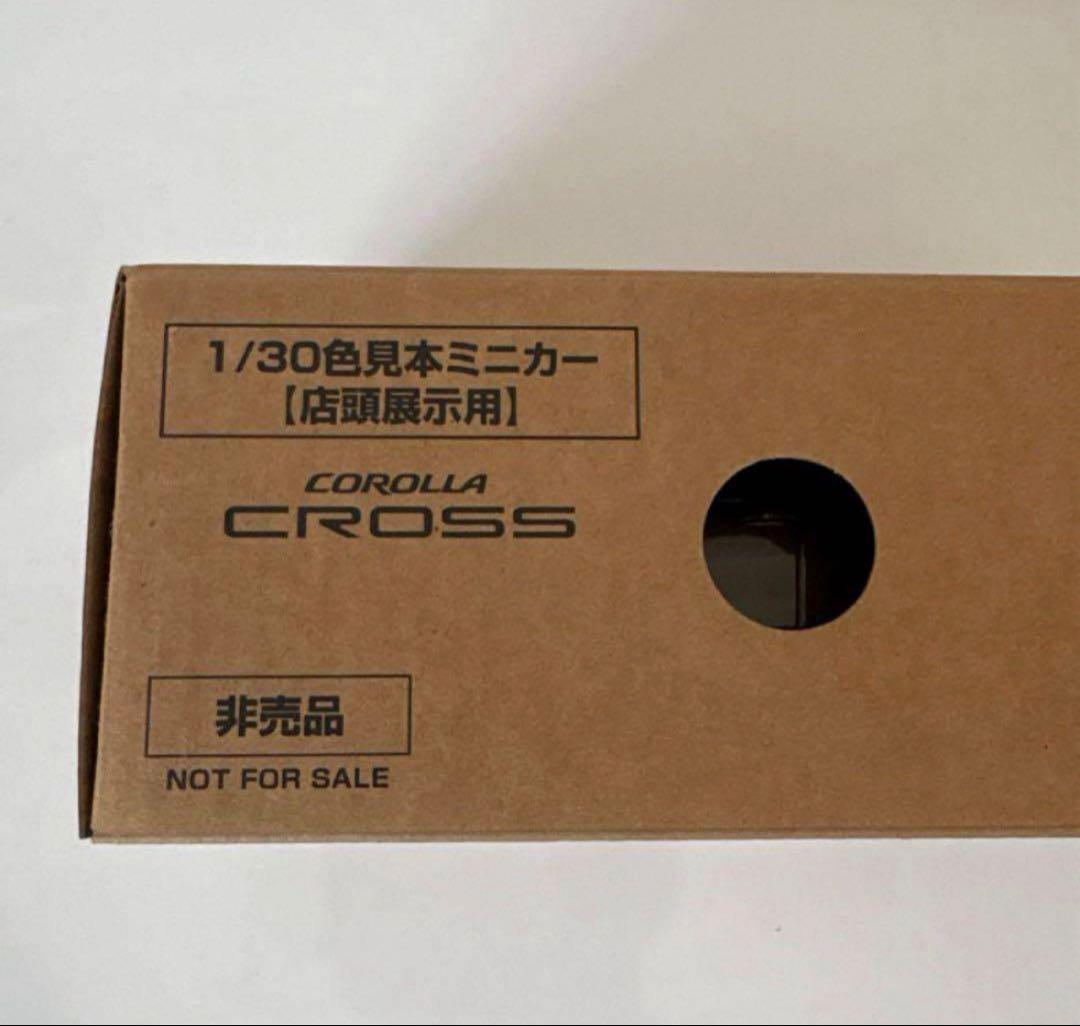 1/30色見本ミニカー
【店頭展示用】
COROLLA
CROSS
非売品
NOT FOR SALE